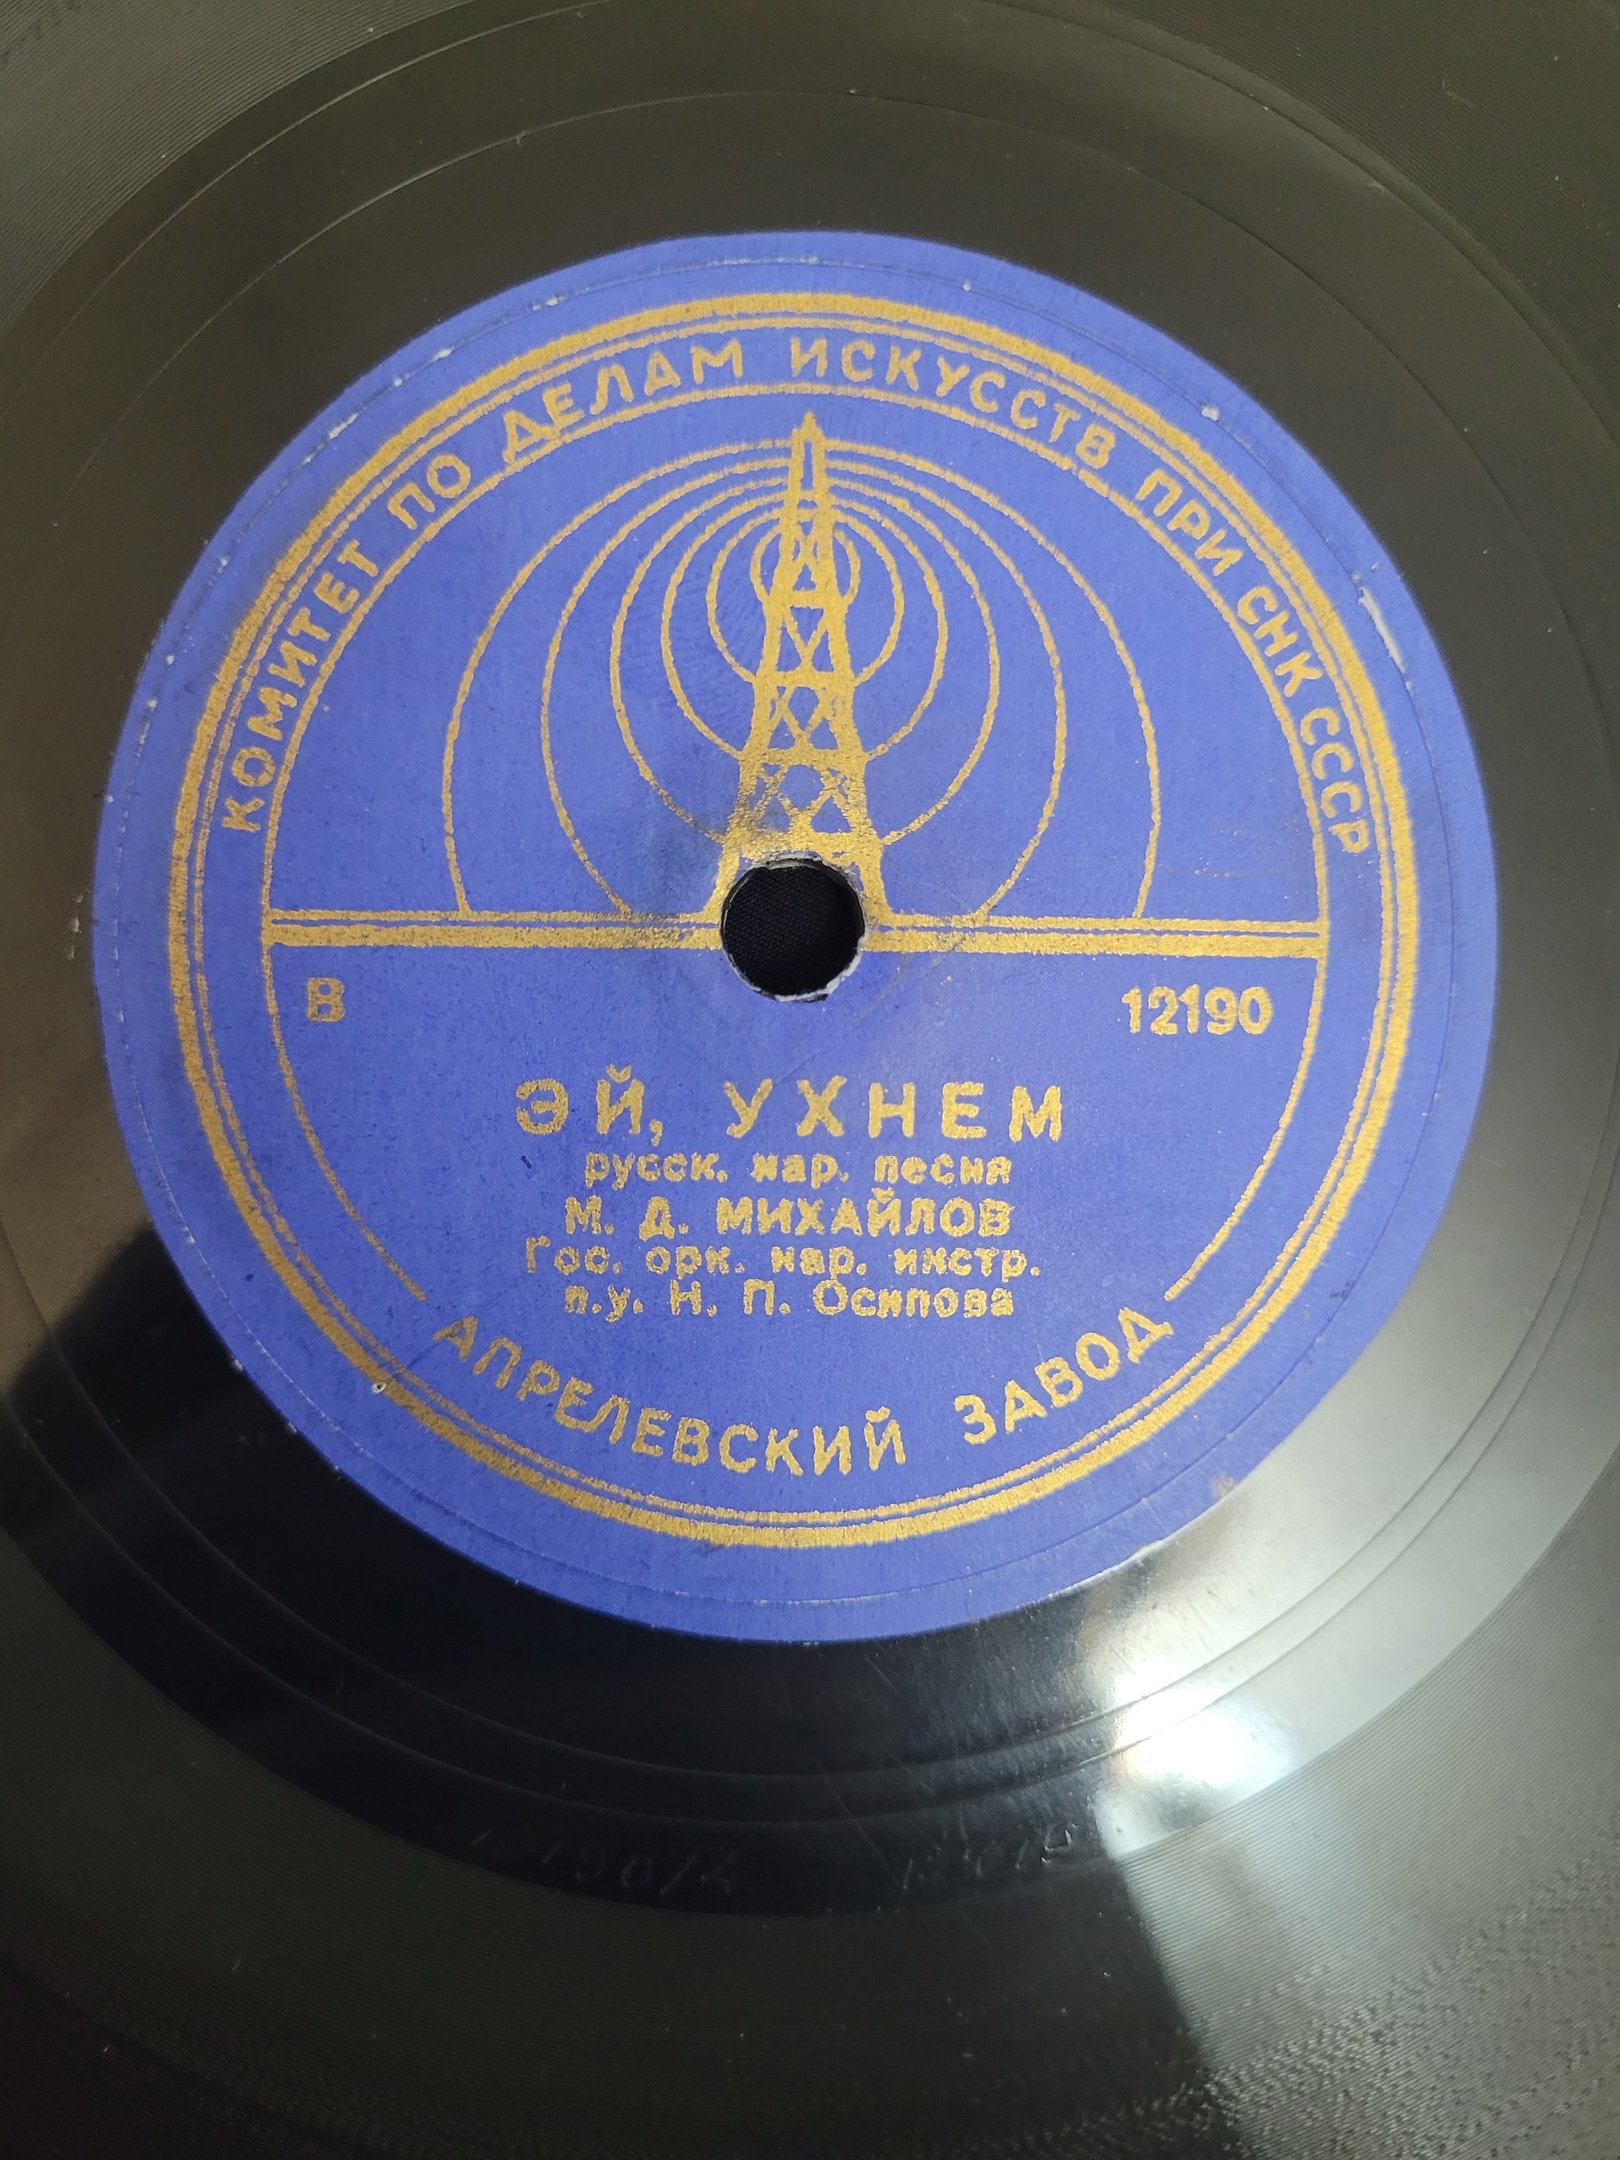 КОМИТЕТ ПО ДЕЛАМ ИСКУССТВ ПРИ СНК СССР
В 12190
ЭЙ, УХНЕМ
русск. нар. песня
М. Д. МИХАЙЛОВ
Гос. орк. нар. инстр.
п.у. Н. П. Осипова
АПРЕЛЕВСКИЙ ЗАВОД